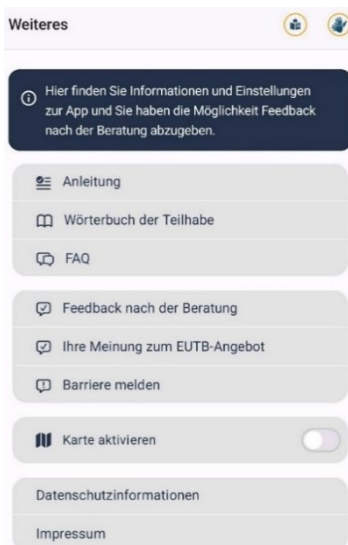 Weiteres
Hier finden Sie Informationen und Einstellungen
zur App und Sie haben die Möglichkeit Feedback
nach der Beratung abzugeben.
Anleitung
Wörterbuch der Teilhabe
FAQ
Feedback nach der Beratung
Ihre Meinung zum EUTB-Angebot
Barriere melden
Karte aktivieren
Datenschutzinformationen
Impressum